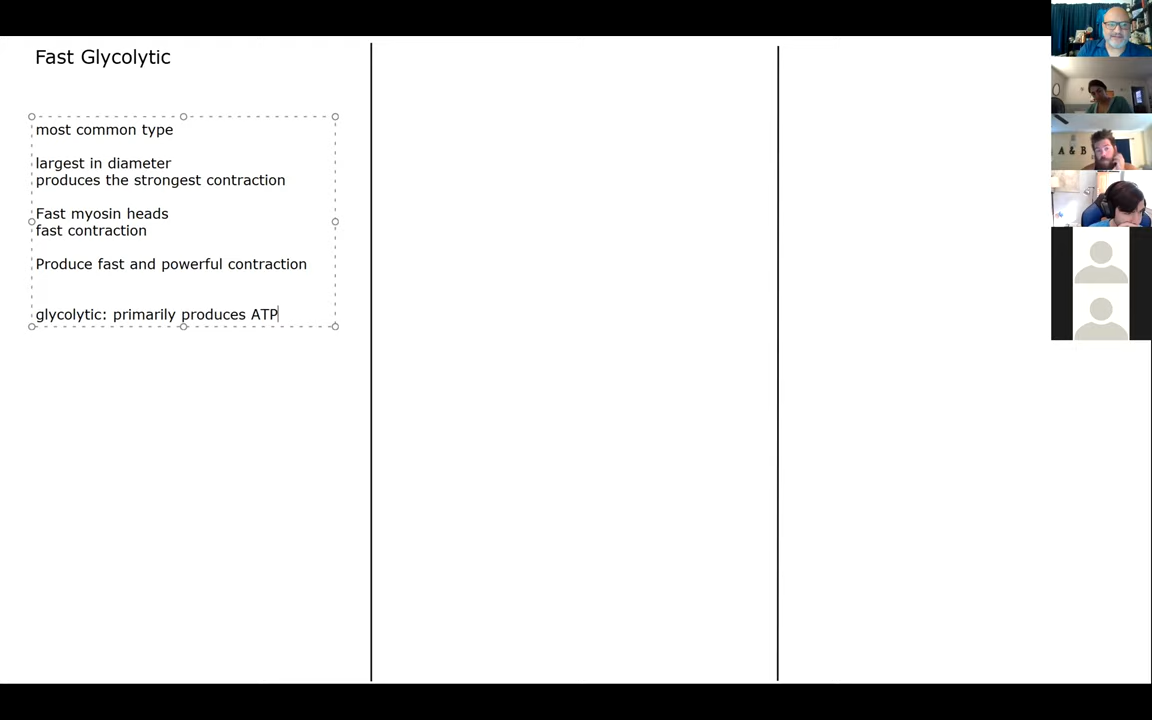 Fast Glycolytic
most common type
largest in diameter
produces the strongest contraction
Fast myosin heads
fast contraction
Produce fast and powerful contraction
glycolytic: primarily produces ATP
A & B